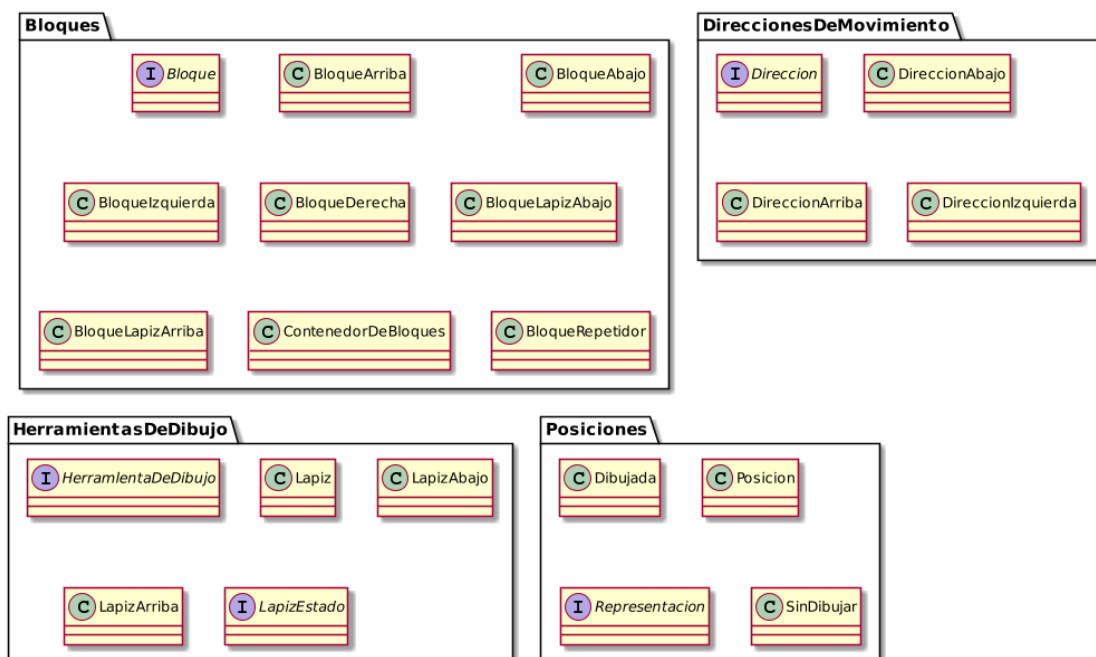 Bloques
I Bloque
C BloqueArriba
C BloqueAbajo
C BloqueIzquierda
C BloqueDerecha
C BloqueLapizAbajo
C BloqueLapizArriba
C ContenedorDeBloques
C BloqueRepetidor
DireccionesDeMovimiento
I Direccion
C DireccionAbajo
C DireccionArriba
C DireccionIzquierda
HerramientasDeDibujo
I HerramIentaDeDibujo
C Lapiz
C LapizAbajo
C LapizArriba
I LapizEstado
Posiciones
C Dibujada
C Posicion
I Representacion
C SinDibujar